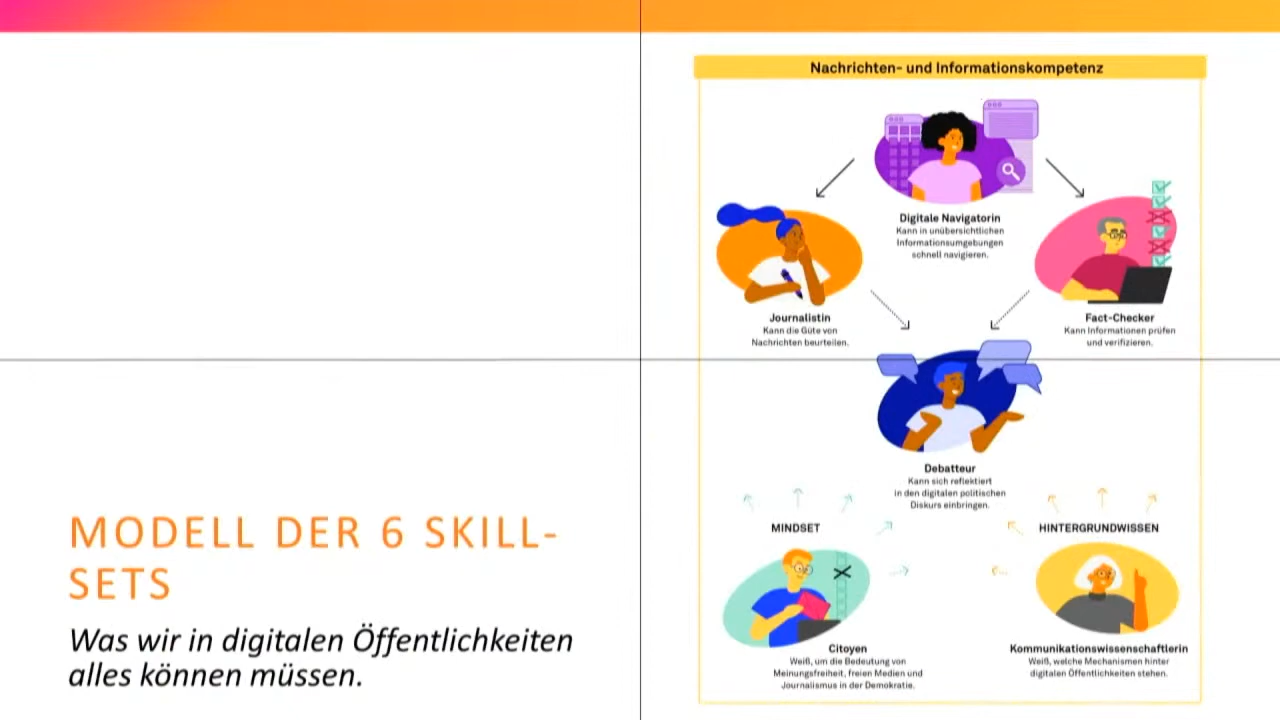 Nachrichten- und Informationskompetenz
Digitale Navigatorin
Kann in unübersichtlichen
Informationsumgebungen
schnell navigieren.
Journalistin
Kann die Güte von
Nachrichten beurteilen.
Fact-Checker
Kann Informationen prüfen
und verifizieren.
Debatteur
Kann sich reflektiert
in den digitalen politischen
Diskurs einbringen.
MINDSET
HINTERGRUNDWISSEN
Citoyen
Weiß, um die Bedeutung von
Meinungsfreiheit, freien Medien und
Journalismus in der Demokratie.
Kommunikationswissenschaftlerin
Weiß, welche Mechanismen hinter
digitalen Öffentlichkeiten stehen.
MODELL DER 6 SKILL-
SETS
Was wir in digitalen Öffentlichkeiten
alles können müssen.